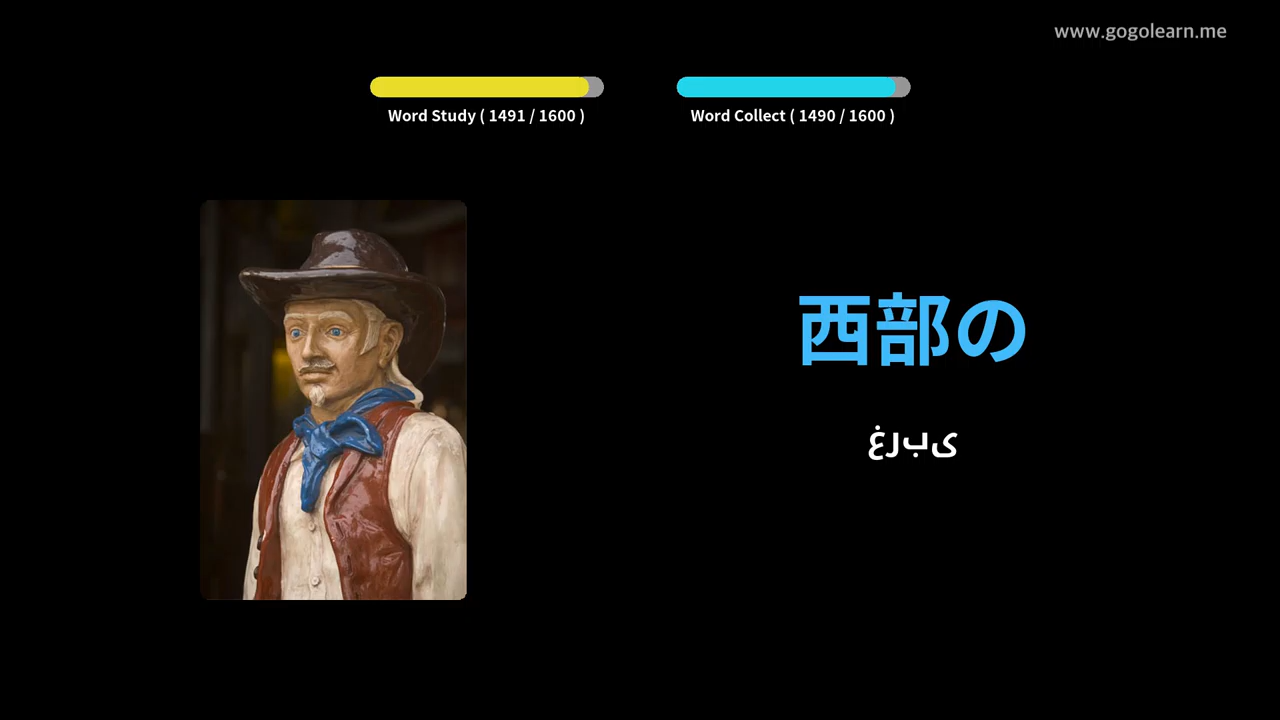 www.gogolearn.me
Word Study ( 1491 / 1600 )
Word Collect ( 1490 / 1600 )
西部の
غربی